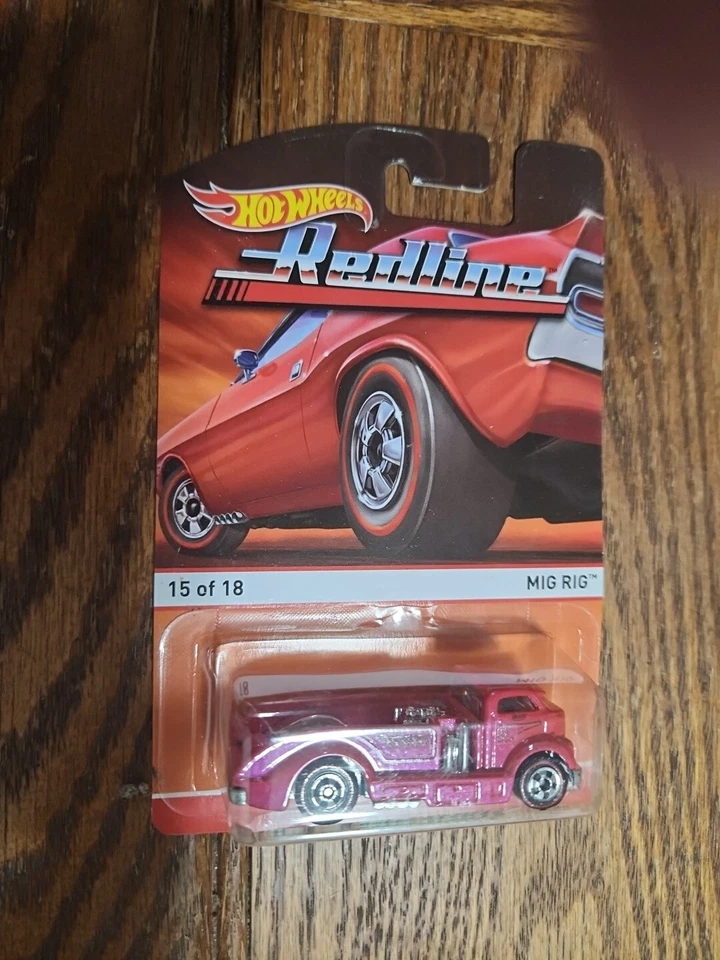 HOT WHEELS
Redline
15 of 18
MIG RIG™